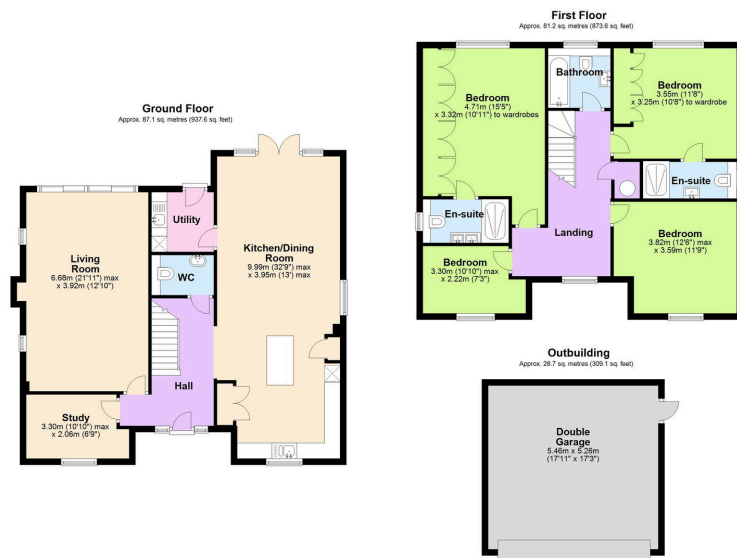 Ground Floor
Approx. 87.1 sq. metres (937.6 sq. feet)
Utility
Living
Room
6.68m (21'11") max
x 3.92m (12'10")
Kitchen/Dining
Room
9.99m (32'9") max
x 3.95m (13') max
WC
Hall
Study
3.30m (10'10") max
x 2.06m (6'9")
First Floor
Approx. 81.2 sq. metres (873.6 sq. feet)
Bathroom
Bedroom
4.71m (15'5")
x 3.32m (10'11") to wardrobes
Bedroom
3.55m (11'8")
x 3.25m (10'8") to wardrobe
En-suite
En-suite
Landing
Bedroom
3.82m (12'6") max
x 3.59m (11'9")
Bedroom
3.30m (10'10") max
x 2.22m (7'3")
Outbuilding
Approx. 28.7 sq. metres (309.1 sq. feet)
Double
Garage
5.46m x 5.26m
(17'11" x 17'3")